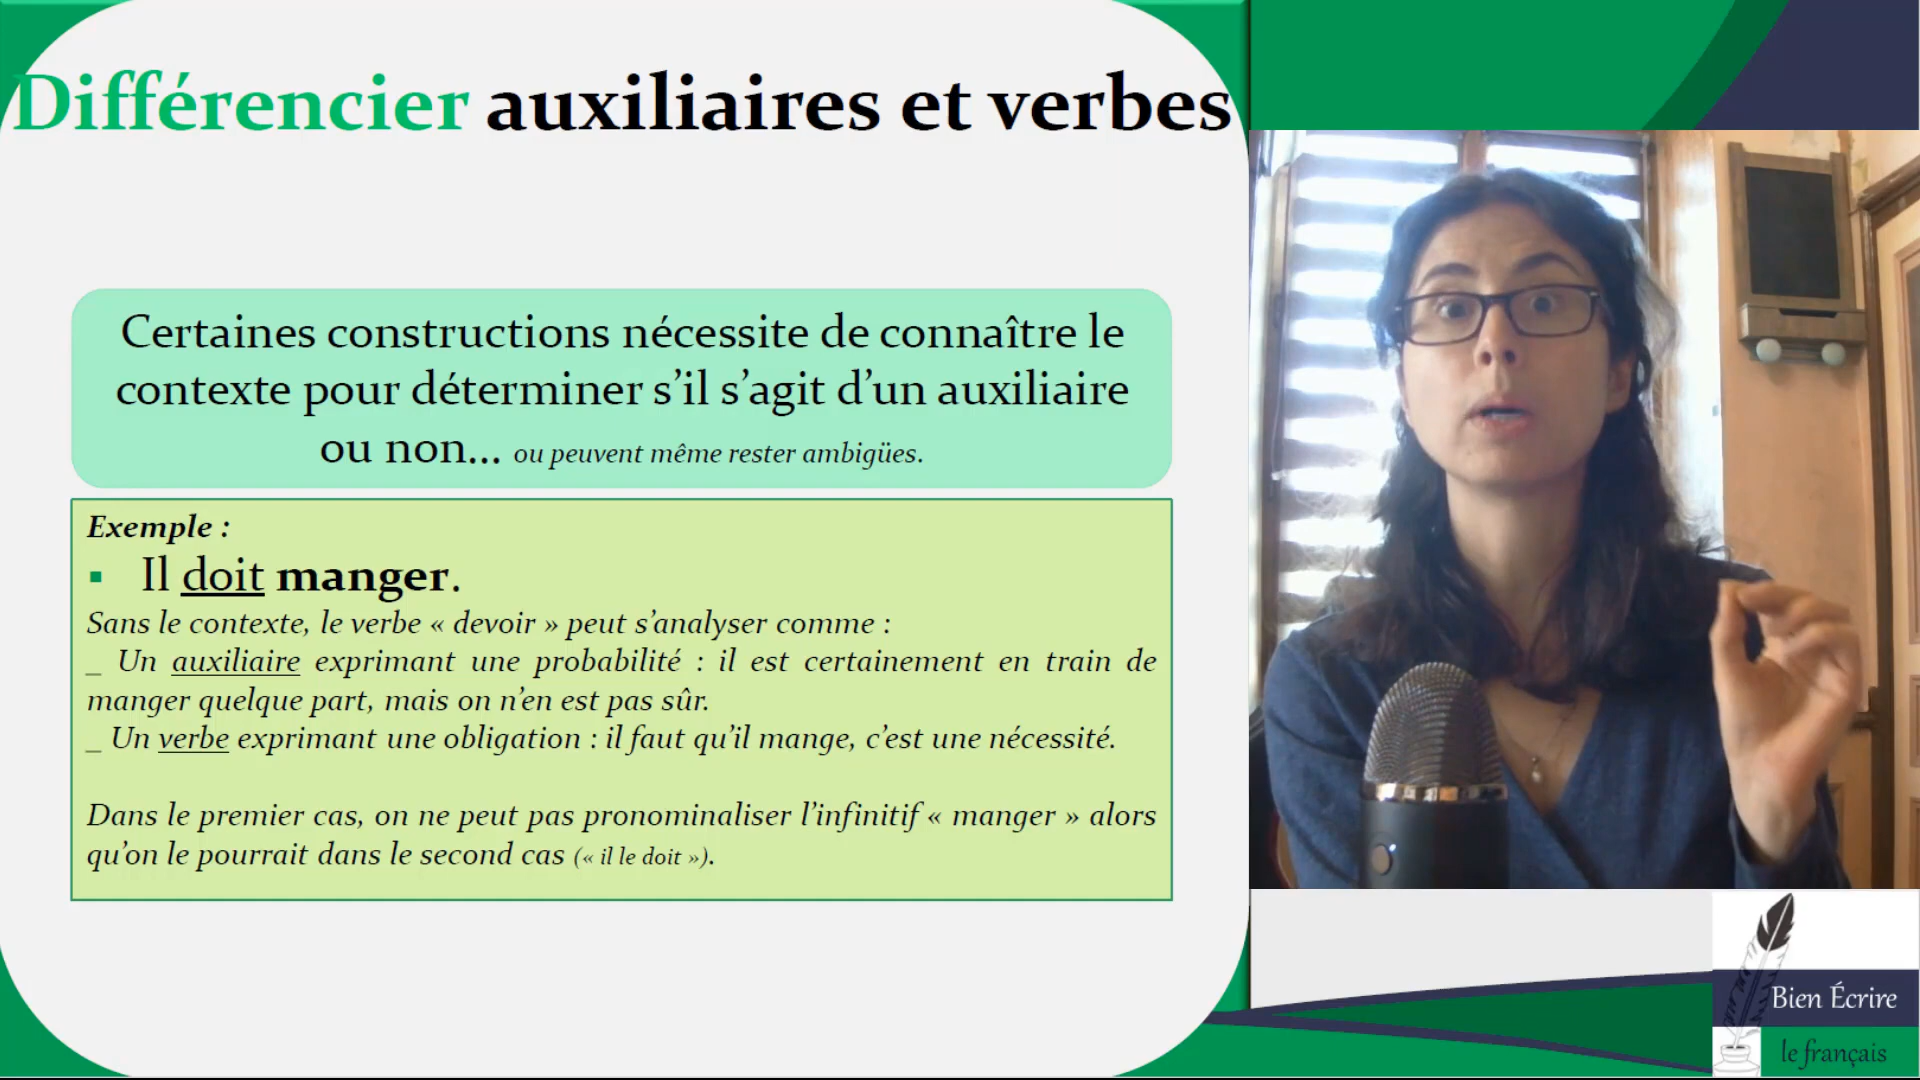 Différencier auxiliaires et verbes
Certaines constructions nécessite de connaître le
contexte pour déterminer s’il s’agit d’un auxiliaire
ou non... ou peuvent même rester ambigües.
Exemple :
▪ Il doit manger.
Sans le contexte, le verbe « devoir » peut s’analyser comme :
_ Un auxiliaire exprimant une probabilité : il est certainement en train de
manger quelque part, mais on n’en est pas sûr.
_ Un verbe exprimant une obligation : il faut qu’il mange, c’est une nécessité.
Dans le premier cas, on ne peut pas pronominaliser l’infinitif « manger » alors
qu’on le pourrait dans le second cas (« il le doit »).
Bien Écrire
le français